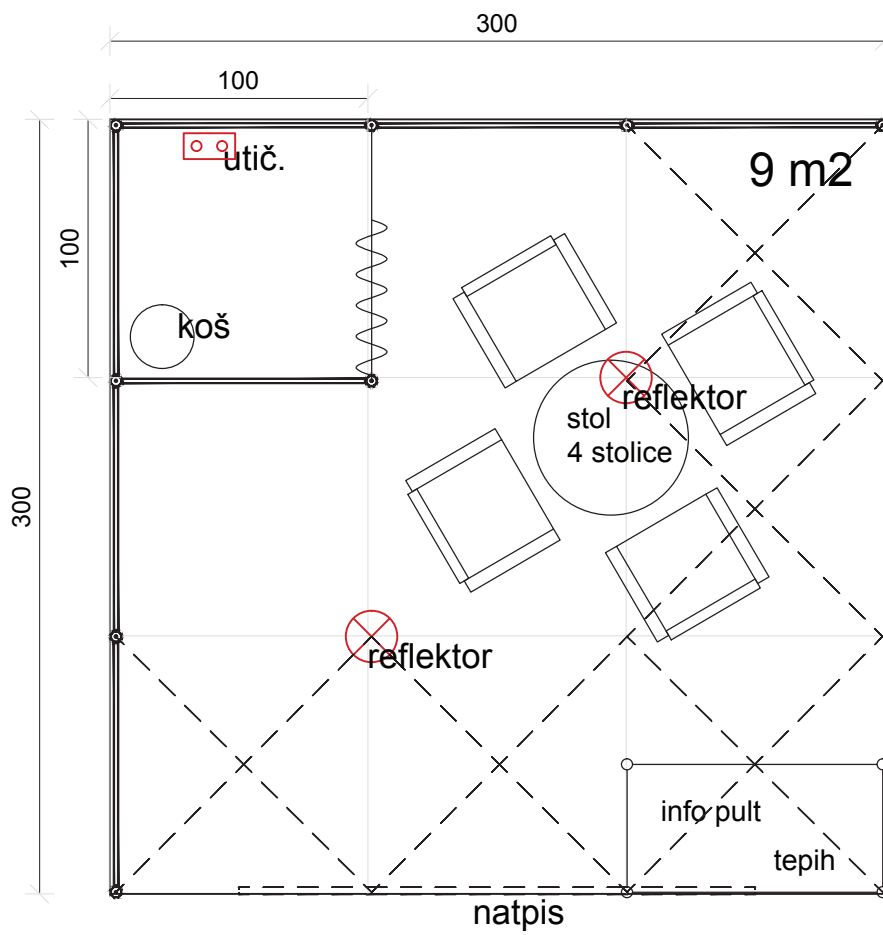 300
100
utič.
9 m2
100
koš
reflektor
stol
4 stolice
300
reflektor
info pult
tepih
natpis